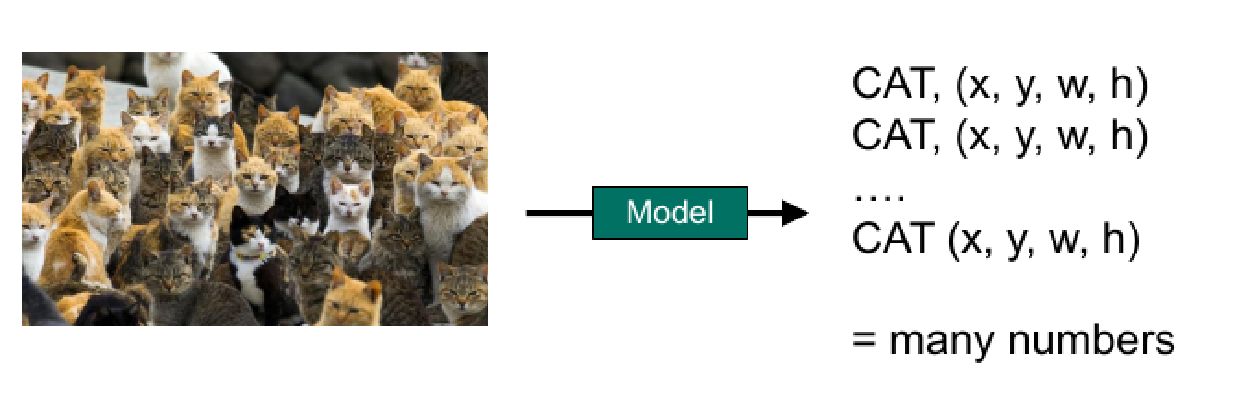 Model
CAT, (x, y, w, h)
CAT, (x, y, w, h)
....
CAT (x, y, w, h)
= many numbers